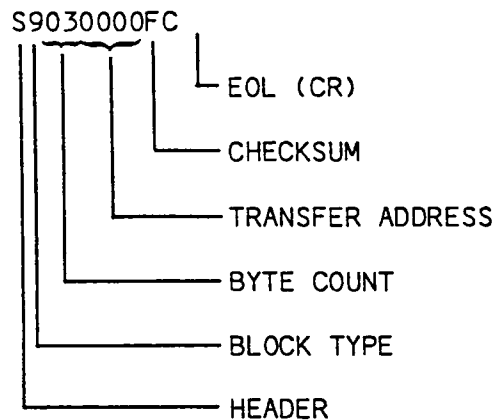 S9030000FC
EOL (CR)
CHECKSUM
TRANSFER ADDRESS
BYTE COUNT
BLOCK TYPE
HEADER